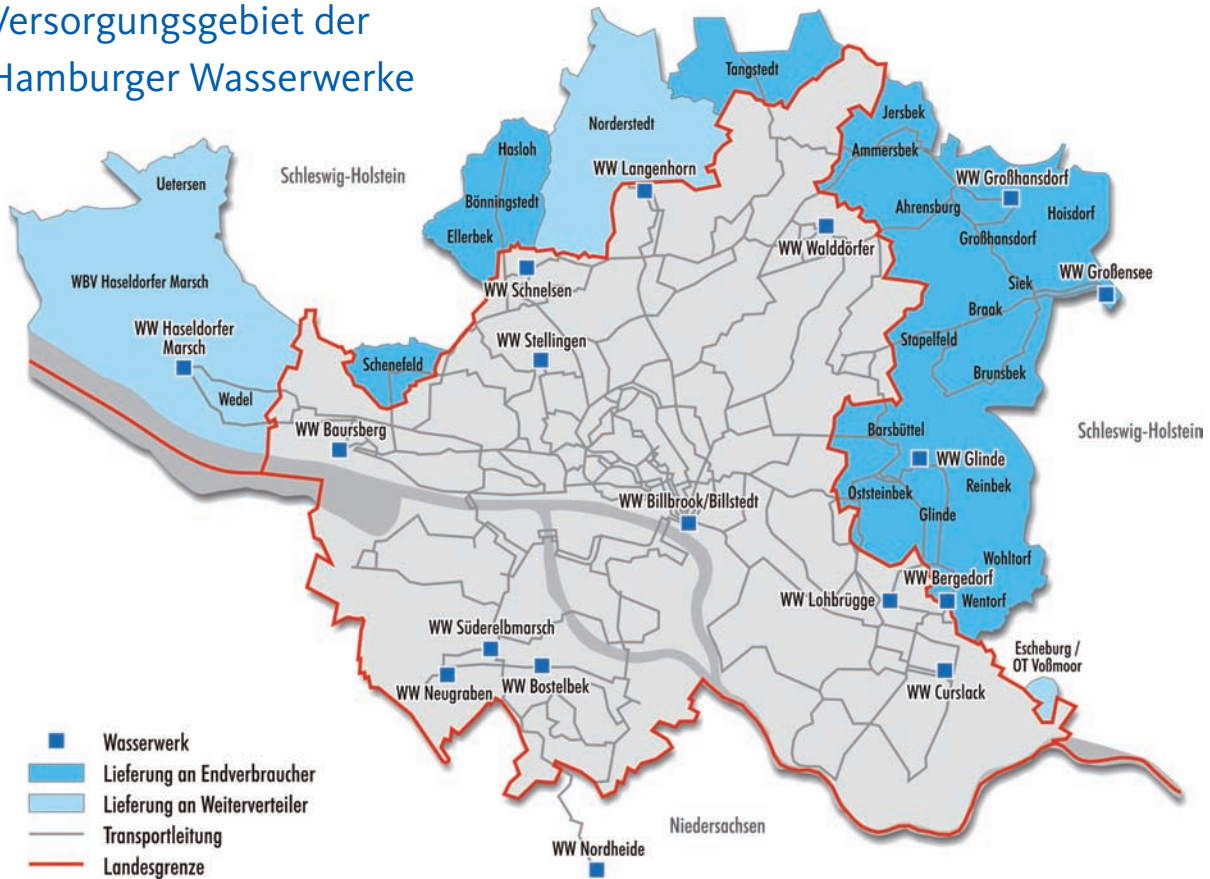 Versorgungsgebiet der
Hamburger Wasserwerke
Tangstedt
Norderstedt
Jersbek
Hasloh
Ammersbek
Schleswig-Holstein
WW Langenhorn
WW Großhansdorf
Uetersen
Bönningstedt
Ahrensburg
Hoisdorf
Ellerbek
WW Walddörfer
Großhansdorf
WBV Haseldorfer Marsch
WW Schnelsen
Siek
WW Großensee
Braak
WW Haseldorfer
Marsch
WW Stellingen
Stapelfeld
Schenefeld
Brunsbek
Wedel
WW Baursberg
Barsbüttel
Schleswig-Holstein
WW Glinde
WW Billbrook/Billstedt
Oststeinbek
Reinbek
Glinde
Wohltorf
WW Bergedorf
WW Lohbrügge
Wentorf
WW Süderelbmarsch
Escheburg /
OT Voßmoor
WW Neugraben
WW Bostelbek
WW Curslack
Wasserwerk
Lieferung an Endverbraucher
Lieferung an Weiterverteiler
Transportleitung
Landesgrenze
Niedersachsen
WW Nordheide